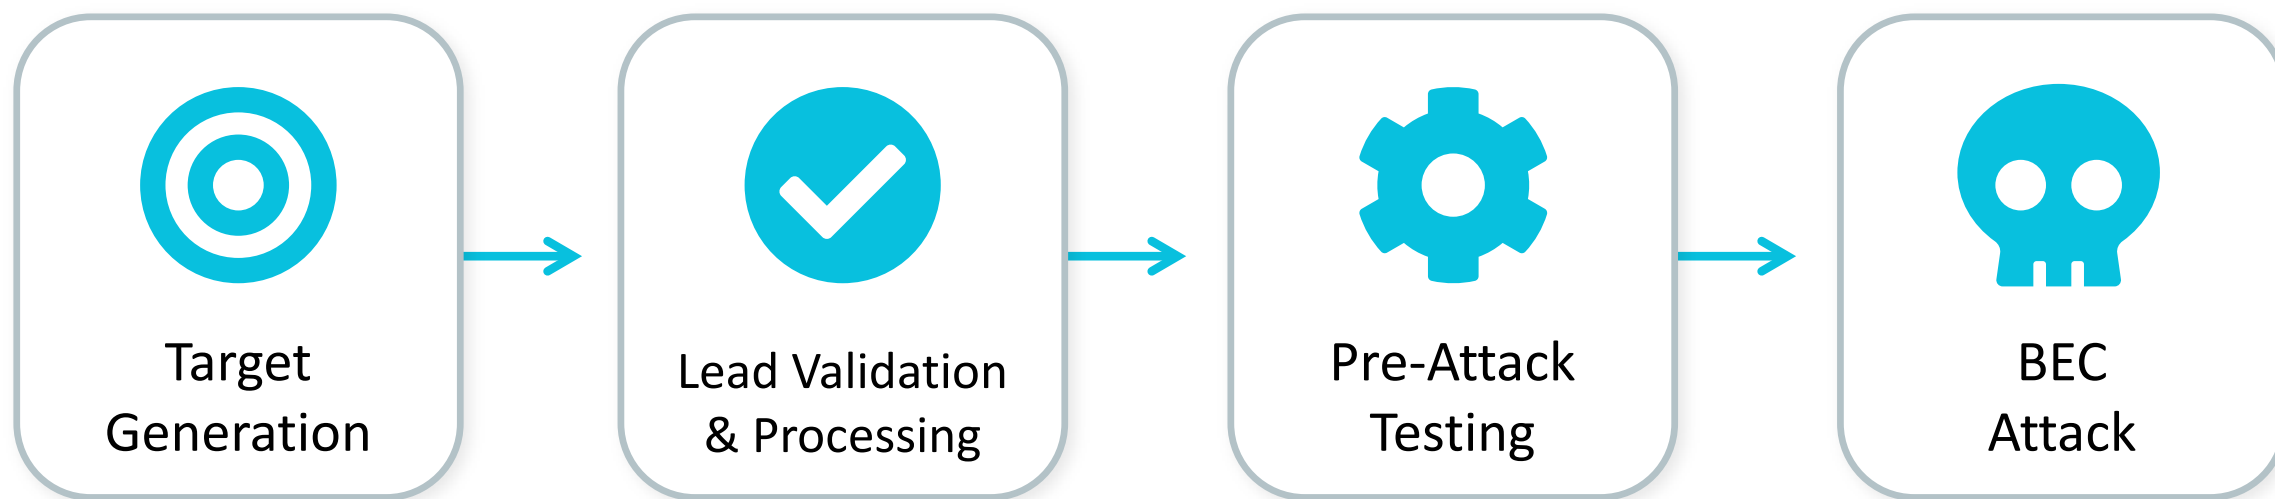 Target
Generation
Lead Validation
& Processing
Pre-Attack
Testing
BEC
Attack